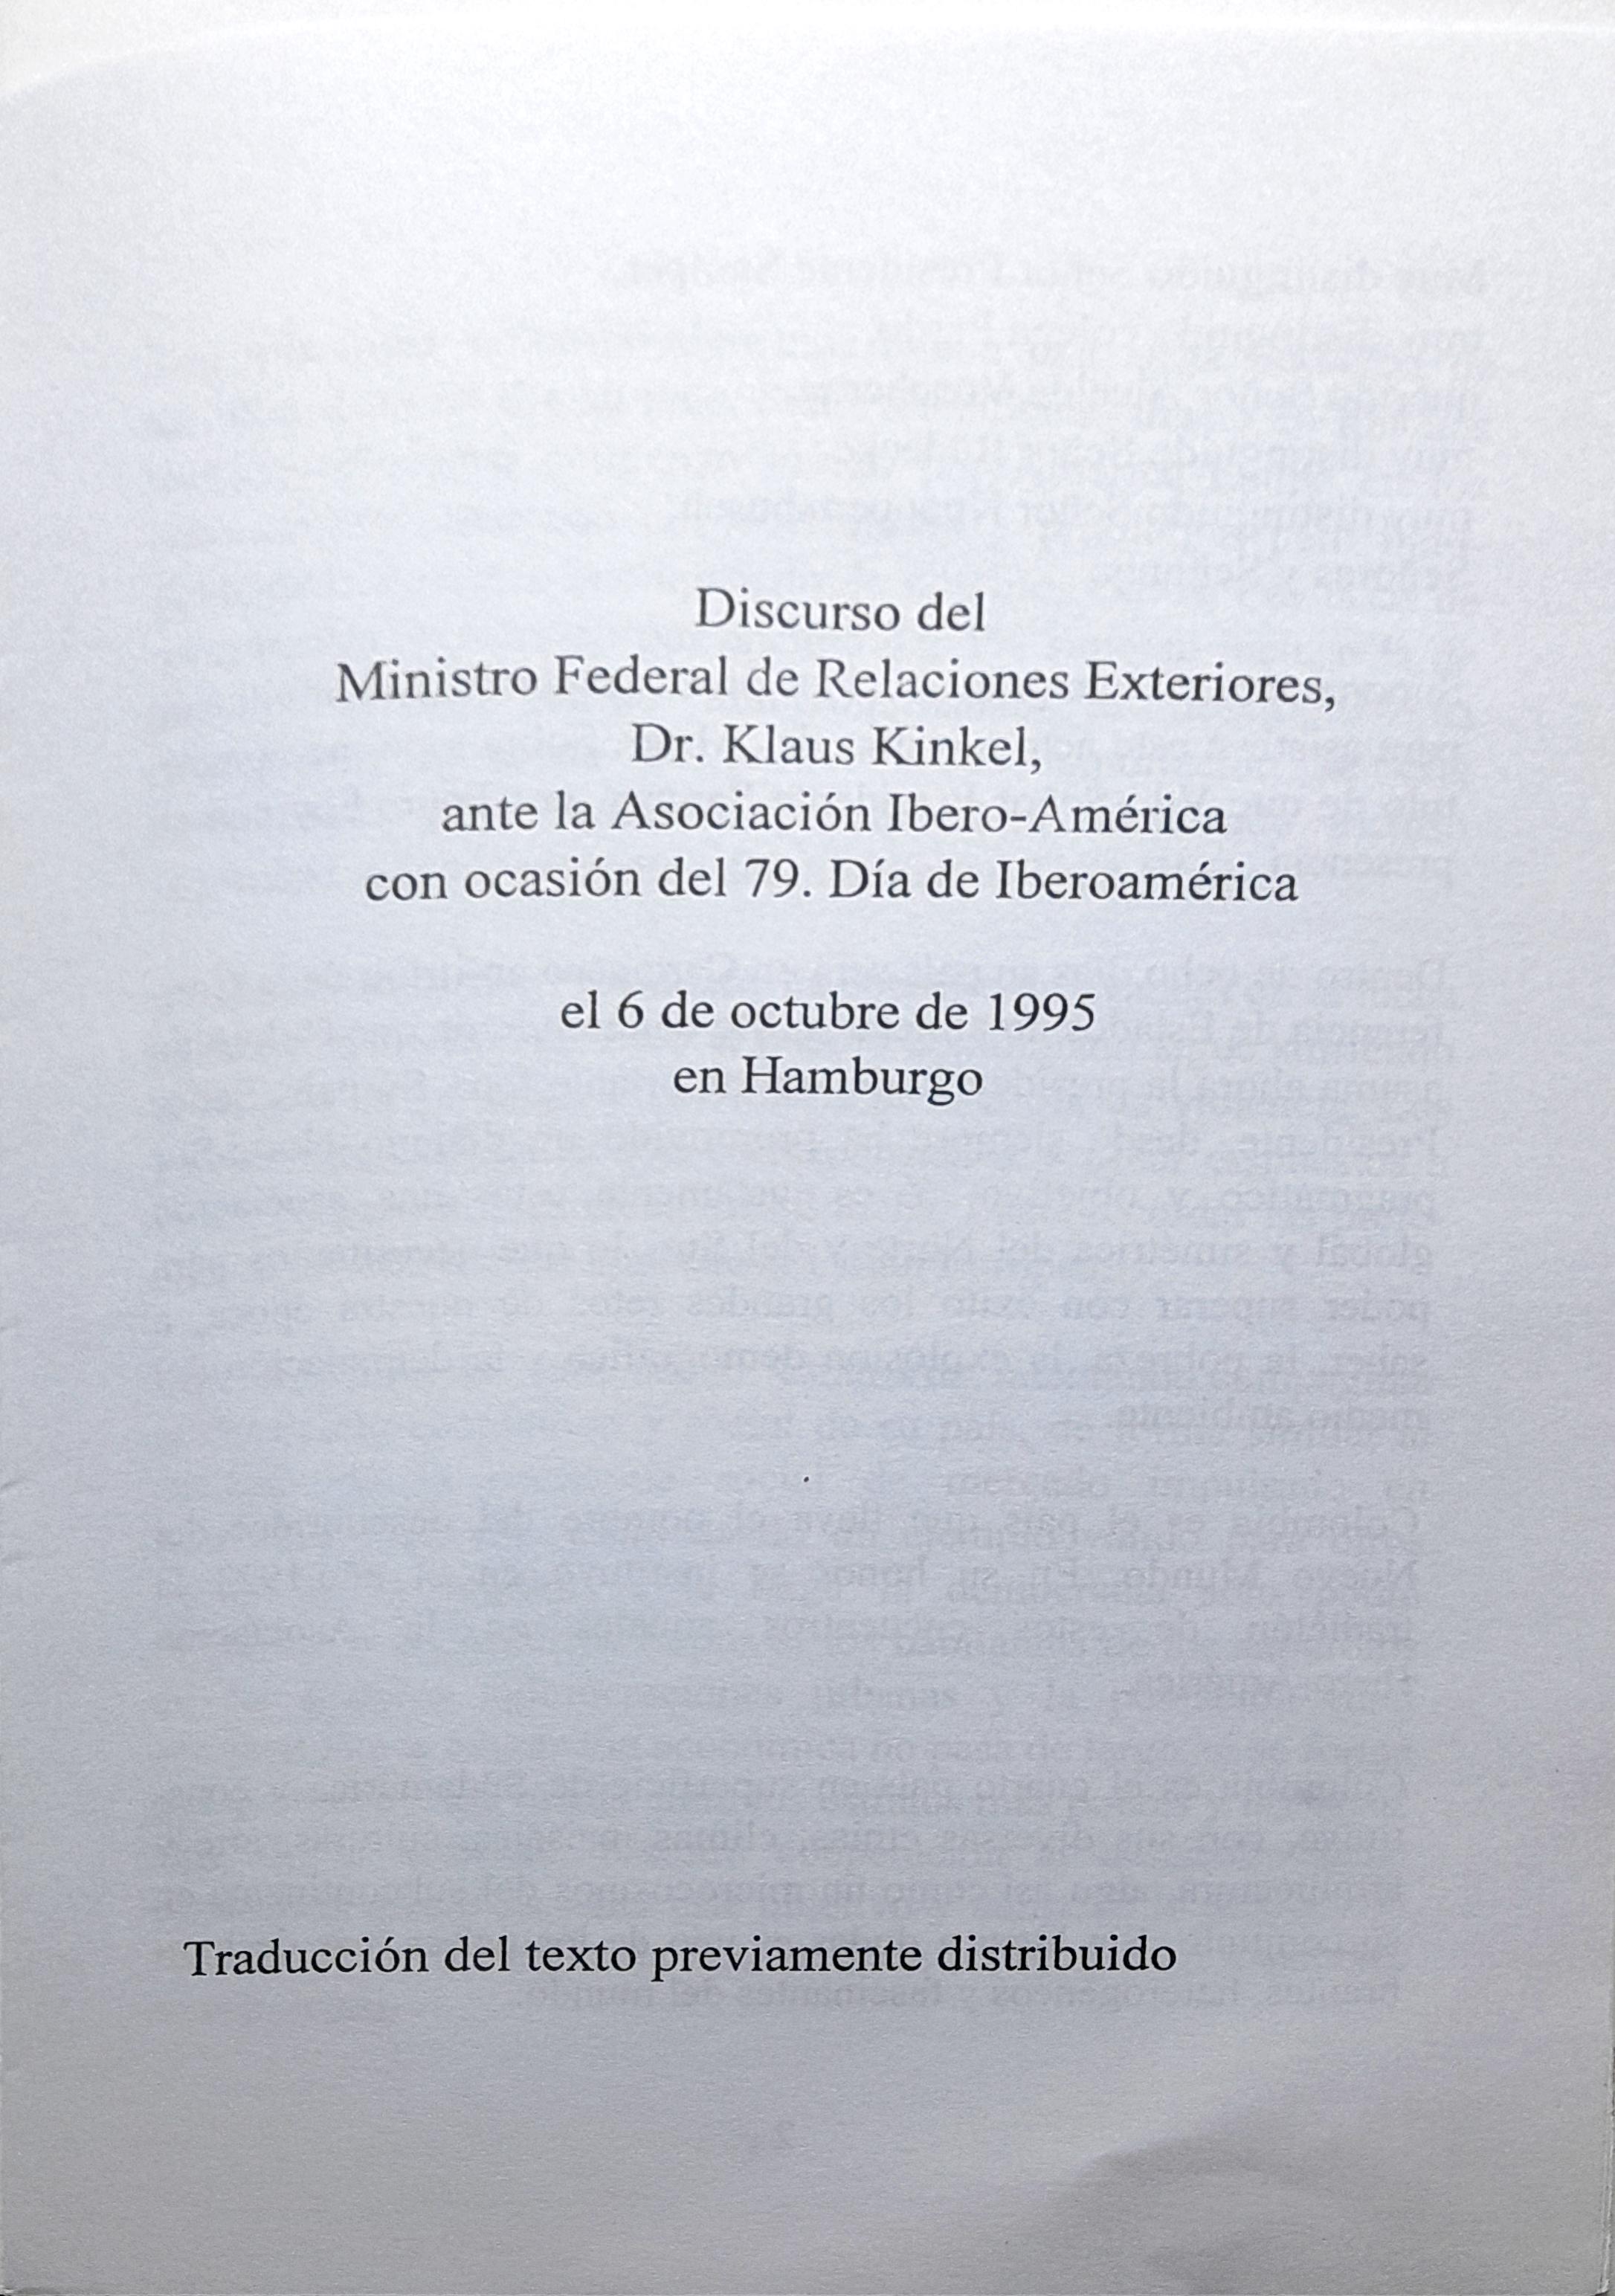 Discurso del
Ministro Federal de Relaciones Exteriores,
Dr. Klaus Kinkel,
ante la Asociación Ibero-América
con ocasión del 79. Día de Iberoamérica
el 6 de octubre de 1995
en Hamburgo
Traducción del texto previamente distribuido